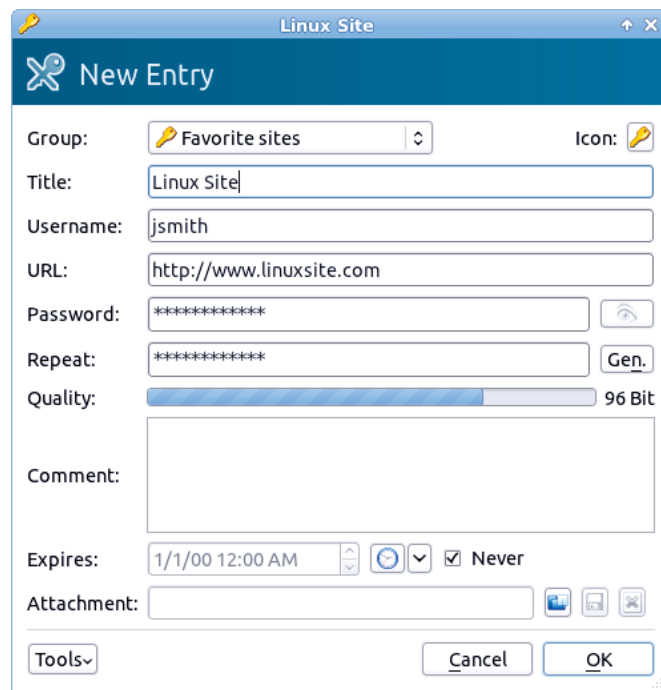 Linux Site
New Entry
Group: Favorite sites Icon:
Title: Linux Site
Username: jsmith
URL: http://www.linuxsite.com
Password: ************
Repeat: ************ Gen.
Quality: 96 Bit
Comment:
Expires: 1/1/00 12:00 AM Never
Attachment:
Tools Cancel OK